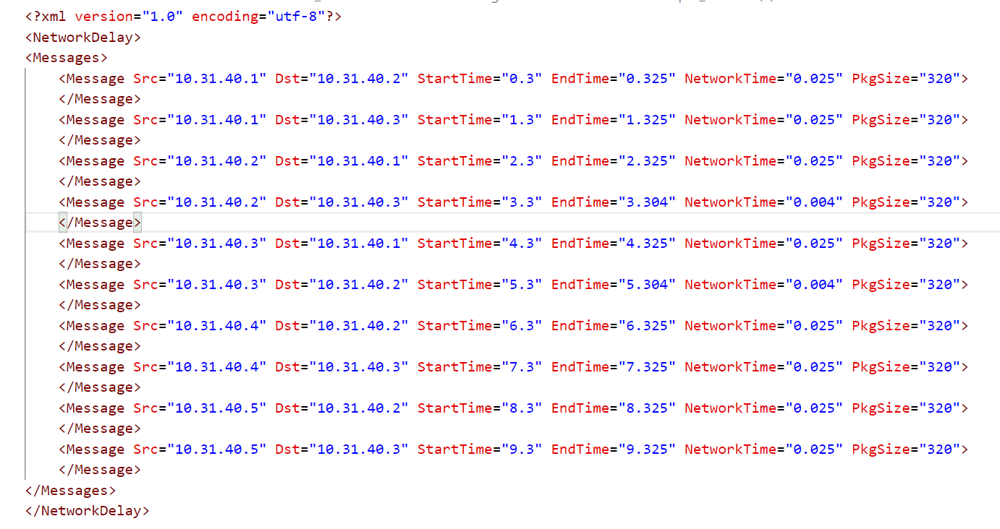 <?xml version="1.0" encoding="utf-8"?>
<NetworkDelay>
<Messages>
    <Message Src="10.31.40.1" Dst="10.31.40.2" StartTime="0.3" EndTime="0.325" NetworkTime="0.025" PkgSize="320">
    </Message>
    <Message Src="10.31.40.1" Dst="10.31.40.3" StartTime="1.3" EndTime="1.325" NetworkTime="0.025" PkgSize="320">
    </Message>
    <Message Src="10.31.40.2" Dst="10.31.40.1" StartTime="2.3" EndTime="2.325" NetworkTime="0.025" PkgSize="320">
    </Message>
    <Message Src="10.31.40.2" Dst="10.31.40.3" StartTime="3.3" EndTime="3.304" NetworkTime="0.004" PkgSize="320">
    </Message>
    <Message Src="10.31.40.3" Dst="10.31.40.1" StartTime="4.3" EndTime="4.325" NetworkTime="0.025" PkgSize="320">
    </Message>
    <Message Src="10.31.40.3" Dst="10.31.40.2" StartTime="5.3" EndTime="5.304" NetworkTime="0.004" PkgSize="320">
    </Message>
    <Message Src="10.31.40.4" Dst="10.31.40.2" StartTime="6.3" EndTime="6.325" NetworkTime="0.025" PkgSize="320">
    </Message>
    <Message Src="10.31.40.4" Dst="10.31.40.3" StartTime="7.3" EndTime="7.325" NetworkTime="0.025" PkgSize="320">
    </Message>
    <Message Src="10.31.40.5" Dst="10.31.40.2" StartTime="8.3" EndTime="8.325" NetworkTime="0.025" PkgSize="320">
    </Message>
    <Message Src="10.31.40.5" Dst="10.31.40.3" StartTime="9.3" EndTime="9.325" NetworkTime="0.025" PkgSize="320">
    </Message>
</Messages>
</NetworkDelay>